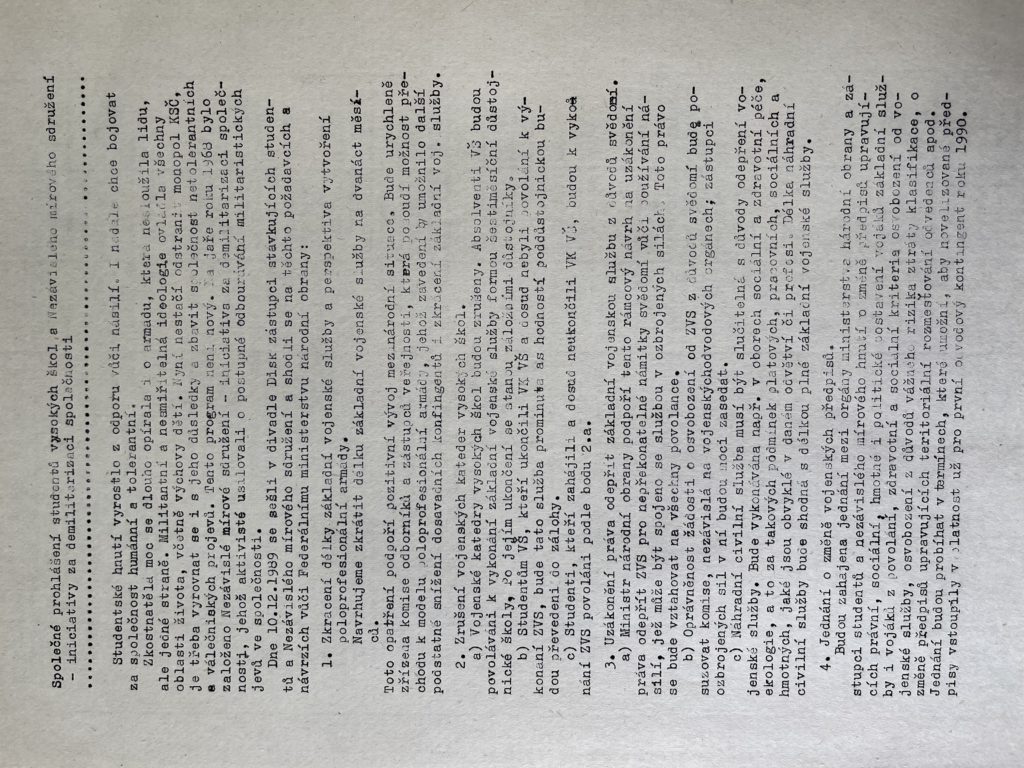 Společné prohlášení studentů vysokých škol a Nezávislého mírového sdružení
- iniciativy za demilitarizaci společnosti
Studentské hnutí vyrostlo z odporu vůči násilí. I nadále chce bojovat
za společnost humánní a tolerantní.
Zkostnatělá moc se dlouho opírala i o armádu, která nesloužila lidu,
ale jedné straně. Militantní a nesmiřitelná ideologie ovládla všechny
oblasti života, včetně výchovy dětí. Nyní nestačí odstranit monopol KSČ,
je třeba vyrovnat se i s jeho důsledky a zbavit společnost netolerantních
a válečnických projevů. Tento program není nový. Na jaře roku 1988 bylo
založeno Nezávislé mírové sdružení - iniciativa za demilitarizaci společ-
nosti, jehož aktivisté usilovali o postupné odbourávání militaristických
jevů ve společnosti.
Dne 10.12.1989 se sešli v divadle Disk zástupci stávkujících studen-
tů a Nezávislého mírového sdružení a shodli se na těchto požadavcích a
návrzích vůči Federálnímu ministerstvu národní obrany:
1. Zkrácení délky základní vojenské služby a perspektiva vytvoření
poloprofesionální armády.
Navrhujeme zkrátit délku základní vojenské služby na dvanáct měsí-
ců.
Toto opatření podpoří pozitivní vývoj mezinárodní situace. Bude urychleně
zřízena komise odborníků a zástupců veřejnosti, která posoudí možnost pře-
chodu k modelu poloprofesionální armády, jehož zavedení by umožnilo další
podstatné snížení dosavadních konfingentů i zkrácení základní voj. služby.
2. Zrušení vojenských kateder vysokých škol.
a) Vojenské katedry vysokých škol budou zrušeny. Absolventi VŠ budou
povoláváni k vykonání základní vojenské služby formou šestiměsíční důstoj-
nické školy. Po jejím ukončení se stanou záložními důstojníky.
b) Studentům VŠ, kteří ukončili VK VŠ a dosud nebyli povoláni k vý-
konaní ZVS, bude tato služba prominuta as hodností poddůstojnickou bu-
dou převedeni do zálohy.
c) Studenti, kteří zahájili a dosud neukončili VK VŠ, budou k vyko-
nání ZVS povoláni podle bodu 2.a.
3. Uzákonění práva odepřít základní vojenskou službu z důvodů svědomí.
a) Ministr národní obrany podpoří tento rámcový návrh na uzákonění
práva odepřít ZVS pro nepřekonatelné námitky svědomí vůči používání ná-
silí, jež může být spojeno se službou v ozbrojených silách. Toto právo
se bude vztahovat na všechny povolance.
b) Oprávněnost žádosti o osvobození od ZVS z důvodů svědomí bude po-
suzovat komise, nezávislá na vojenskýchodvodových orgánech; zástupci
ozbrojených sil v ní budou moci zasedat.
c) Náhradní civilní služba musí být slučitelná s důvody odepření vo-
jenské služby. Bude vykonávána např. v oborech sociální a zdravotní péče,
ekologie, a to za takových podmínek platových, pracovních, sociálních a
hmotných, jaké jsou obvyklé v daném odvětví či profesi. Délka náhradní
civilní služby bude shodná s délkou plné základní vojenské služby.
4. Jednání o změně vojenských předpisů.
Budou zahájena jednání mezi orgány ministerstva národní obrany a zá-
stupci studentů a nezávislého mírového hnutí o změně předpisů upravují-
cích právní, sociální, hmotné i politické postavení vojáků základní služ-
by i vojáků z povolání, zdravotní a sociální kriteria osvobození od vo-
jenské služby, osvobození z důvodů vážného rizika ztráty klasifikace, o
změně předpisů upravujících teritoriální rozmisťování odvedenců apod.
Jednání budou probíhat v termínech, které umožní, aby novelizované před-
pisy vstoupily v platnost už pro první odvodový kontingent roku 1990.